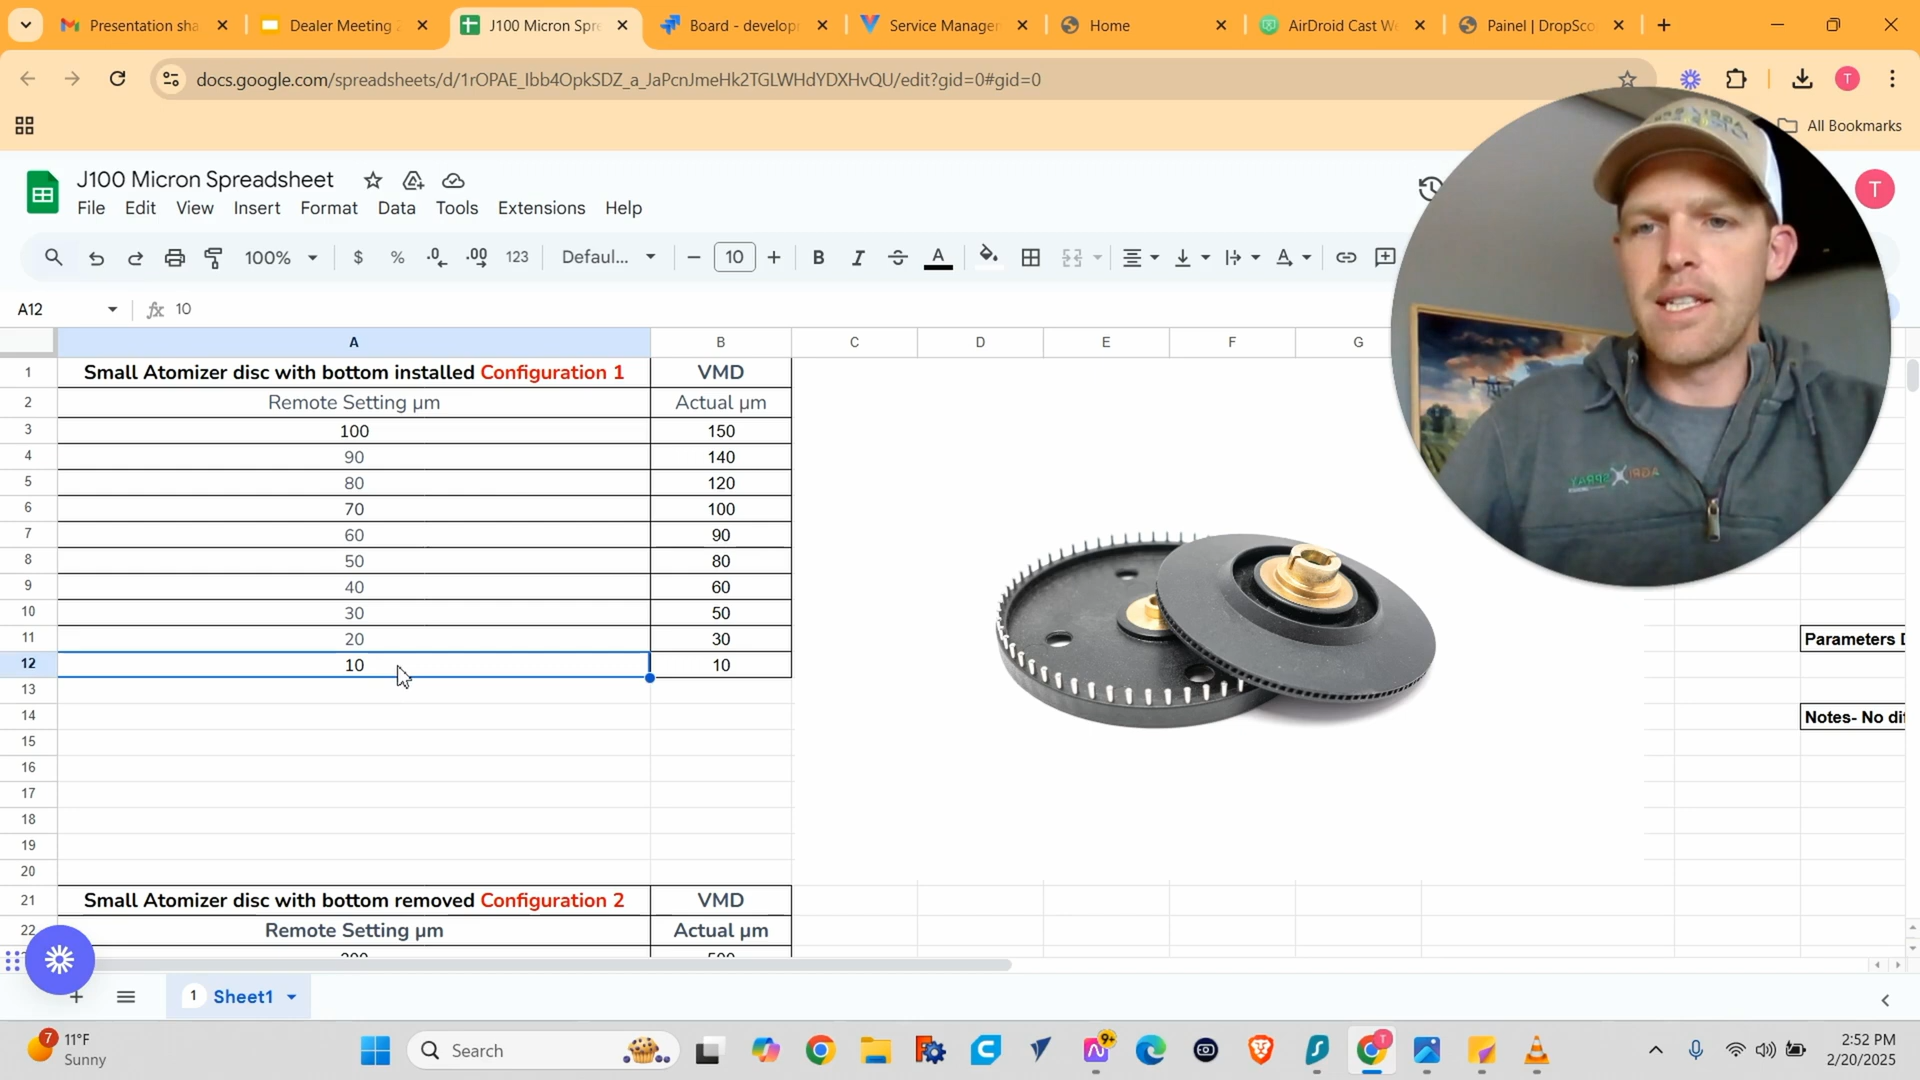 Presentation sha
Dealer Meeting
J100 Micron Spre
Board - develop
Service Manage
Home
AirDroid Cast We
Painel | DropSco
docs.google.com/spreadsheets/d/1rOPAE_Ibb4OpkSDZ_a_JaPcnJmeHk2TGLWHdYDXHvQU/edit?gid=0#gid=0
T
All Bookmarks
J100 Micron Spreadsheet
T
File Edit View Insert Format Data Tools Extensions Help
100% $ % .0 .00 123 Defaul... − 10 + B I A
A12 fx 10
A B C D E F G
1 Small Atomizer disc with bottom installed Configuration 1 VMD
2 Remote Setting µm Actual µm
3 100 150
4 90 140
5 80 120
6 70 100
7 60 90
8 50 80
9 40 60
10 30 50
11 20 30
12 10 10
13
14
15
16
17
18
19
20
21 Small Atomizer disc with bottom removed Configuration 2 VMD
22 Remote Setting µm Actual µm
Parameters D
Notes- No dif
1 Sheet1
7
11°F
Sunny
Search
9+
T
2:52 PM
2/20/2025